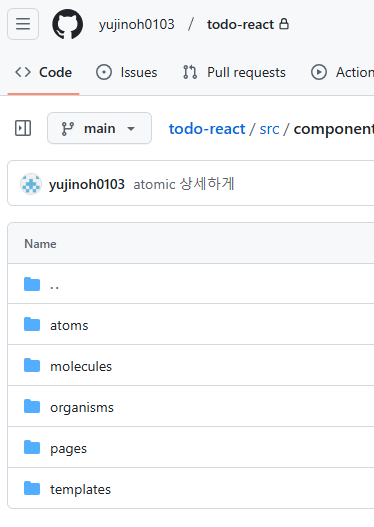 yujinoh0103 / todo-react
Code Issues Pull requests Action
main todo-react / src / component
yujinoh0103 atomic 상세하게
Name
..
atoms
molecules
organisms
pages
templates